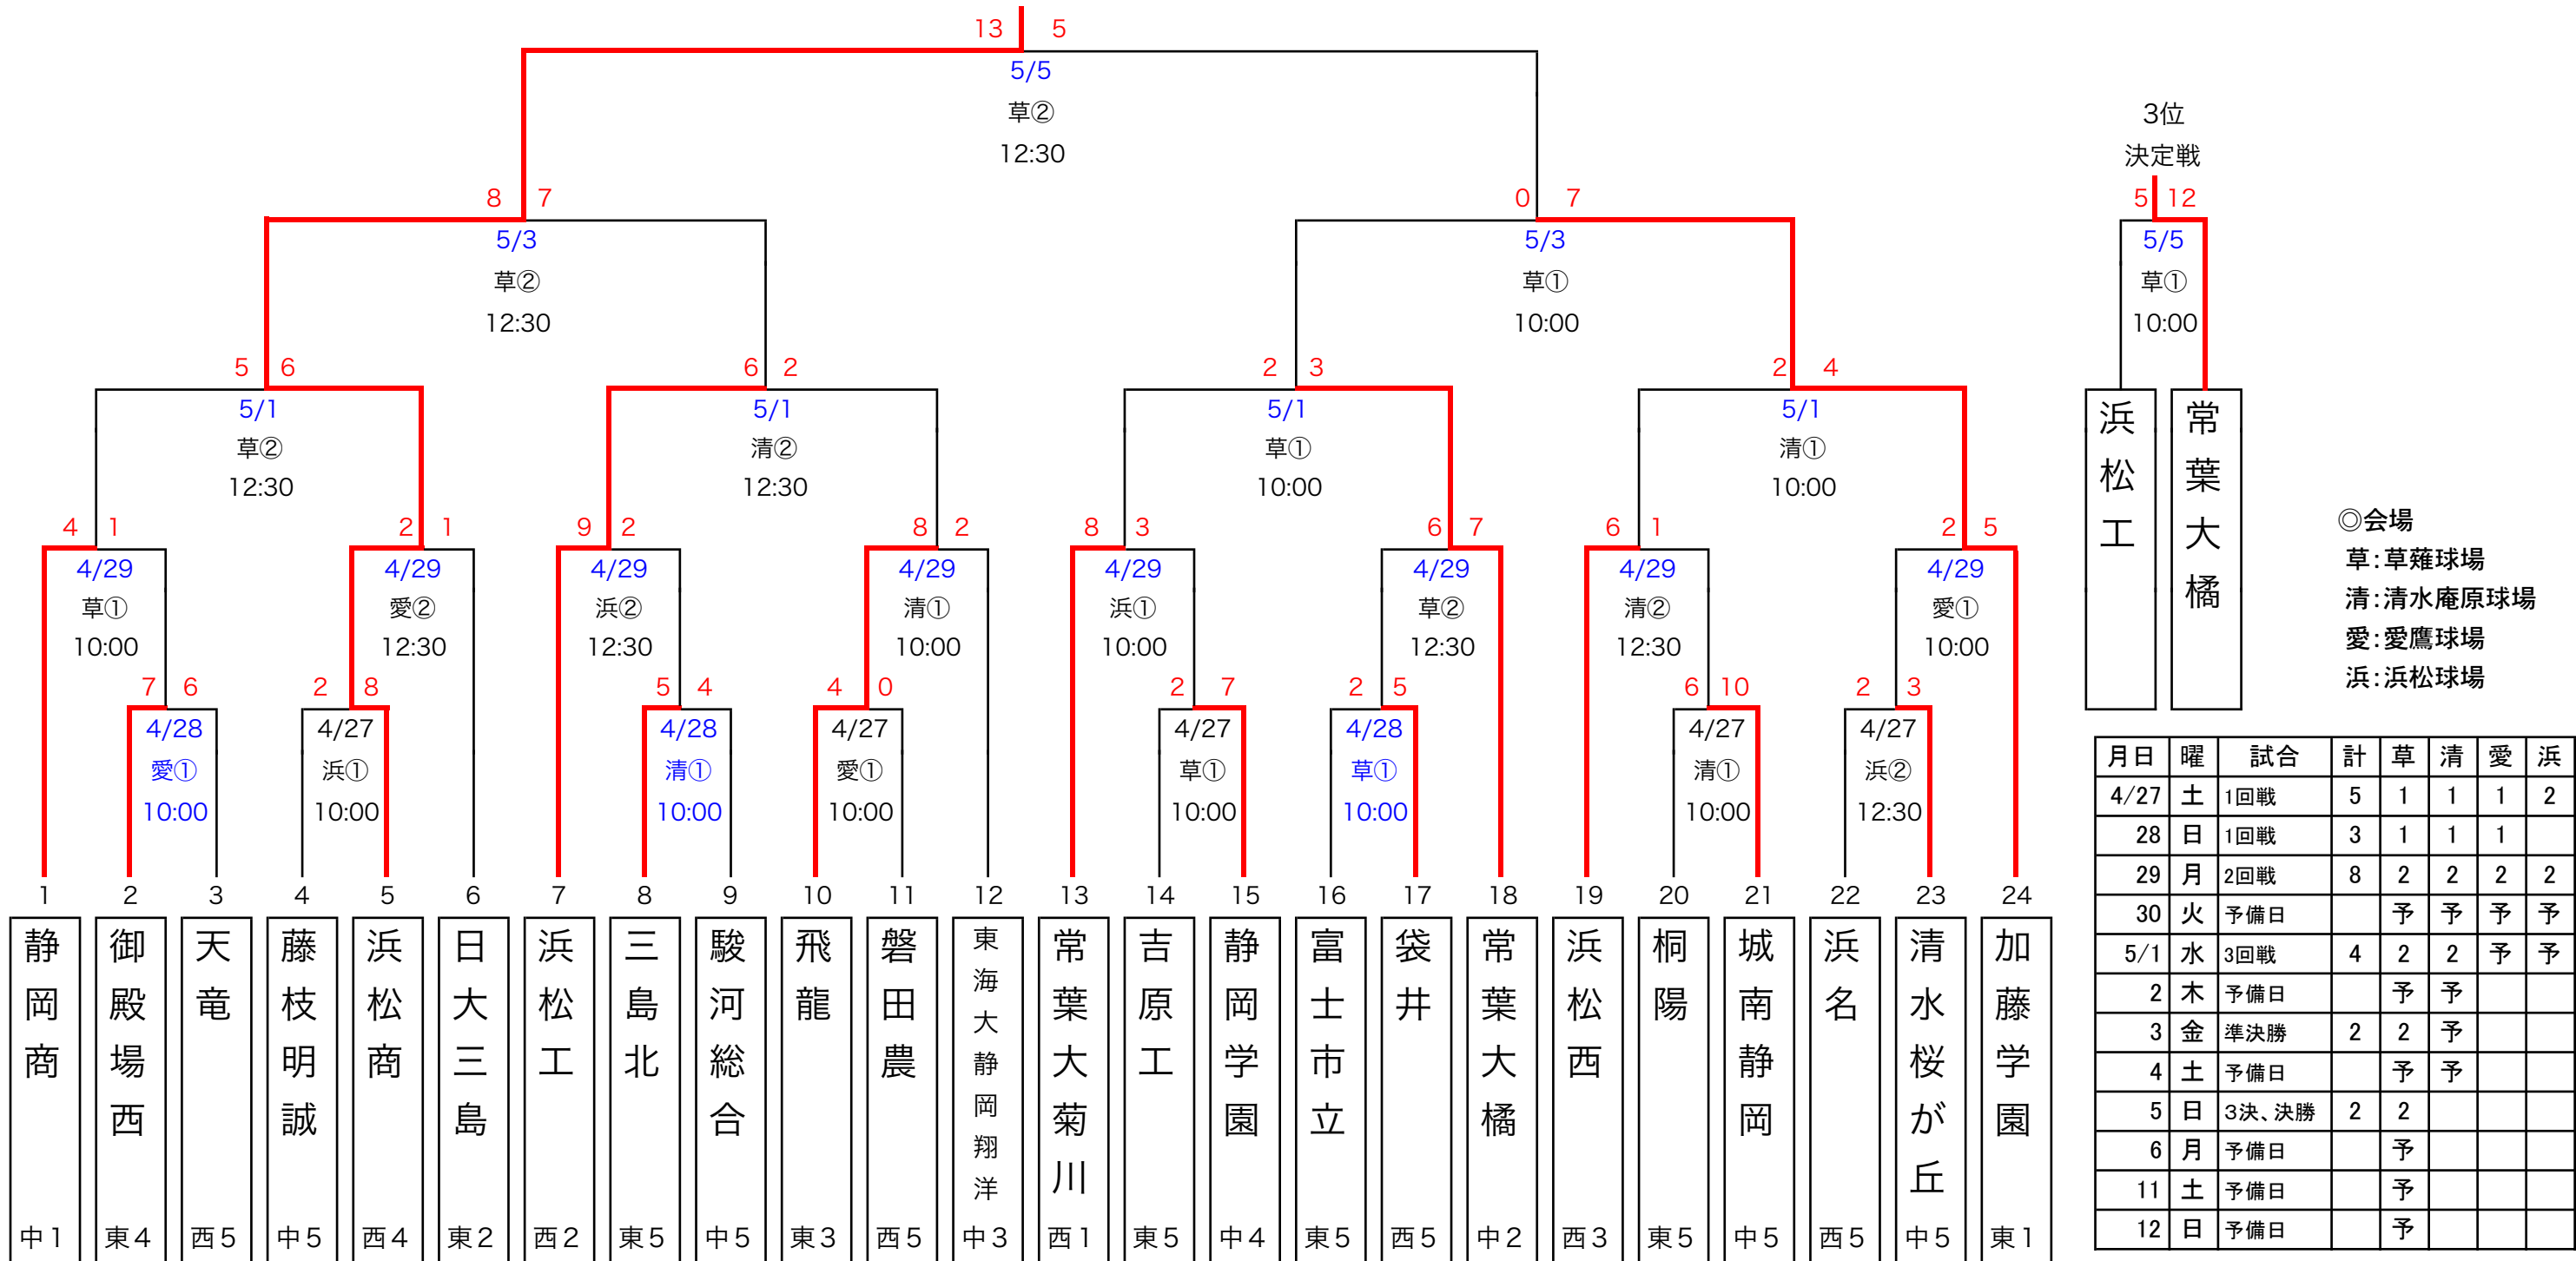 13 5
5/5
草②
12:30
3位
決定戦
8 7
0 7
5 12
5/3
草②
12:30
5/3
草①
10:00
5/5
草①
10:00
5 6
6 2
2 3
2 4
5/1
草②
12:30
5/1
清②
12:30
5/1
草①
10:00
5/1
清①
10:00
浜松工
常葉大橘
◎会場
草:草薙球場
清:清水庵原球場
愛:愛鷹球場
浜:浜松球場
4 1
2 1
9 2
8 2
8 3
6 7
6 1
2 5
4/29
草①
10:00
4/29
愛②
12:30
4/29
浜②
12:30
4/29
清①
10:00
4/29
浜①
10:00
4/29
草②
12:30
4/29
清②
12:30
4/29
愛①
10:00
7 6
2 8
5 4
4 0
2 7
2 5
6 10
2 3
4/28
愛①
10:00
4/27
浜①
10:00
4/28
清①
10:00
4/27
愛①
10:00
4/27
草①
10:00
4/28
草①
10:00
4/27
清①
10:00
4/27
浜②
12:30
1 2 3 4 5 6 7 8 9 10 11 12 13 14 15 16 17 18 19 20 21 22 23 24
静岡商
御殿場西
天竜
藤枝明誠
浜松商
日大三島
浜松工
三島北
駿河総合
飛龍
磐田農
東海大静岡翔洋
常葉大菊川
吉原工
静岡学園
富士市立
袋井
常葉大橘
浜松西
桐陽
城南静岡
浜名
清水桜が丘
加藤学園
中1 東4 西5 中5 西4 東2 西2 東5 中5 東3 西5 中3 西1 東5 中4 東5 西5 中2 西3 東5 中5 西5 中5 東1
月日 曜 試合 計 草 清 愛 浜
4/27 土 1回戦 5 1 1 1 2
28 日 1回戦 3 1 1 1
29 月 2回戦 8 2 2 2 2
30 火 予備日 予 予 予 予
5/1 水 3回戦 4 2 2 予 予
2 木 予備日 予 予
3 金 準決勝 2 2 予
4 土 予備日 予 予
5 日 3決、決勝 2 2
6 月 予備日 予
11 土 予備日 予
12 日 予備日 予